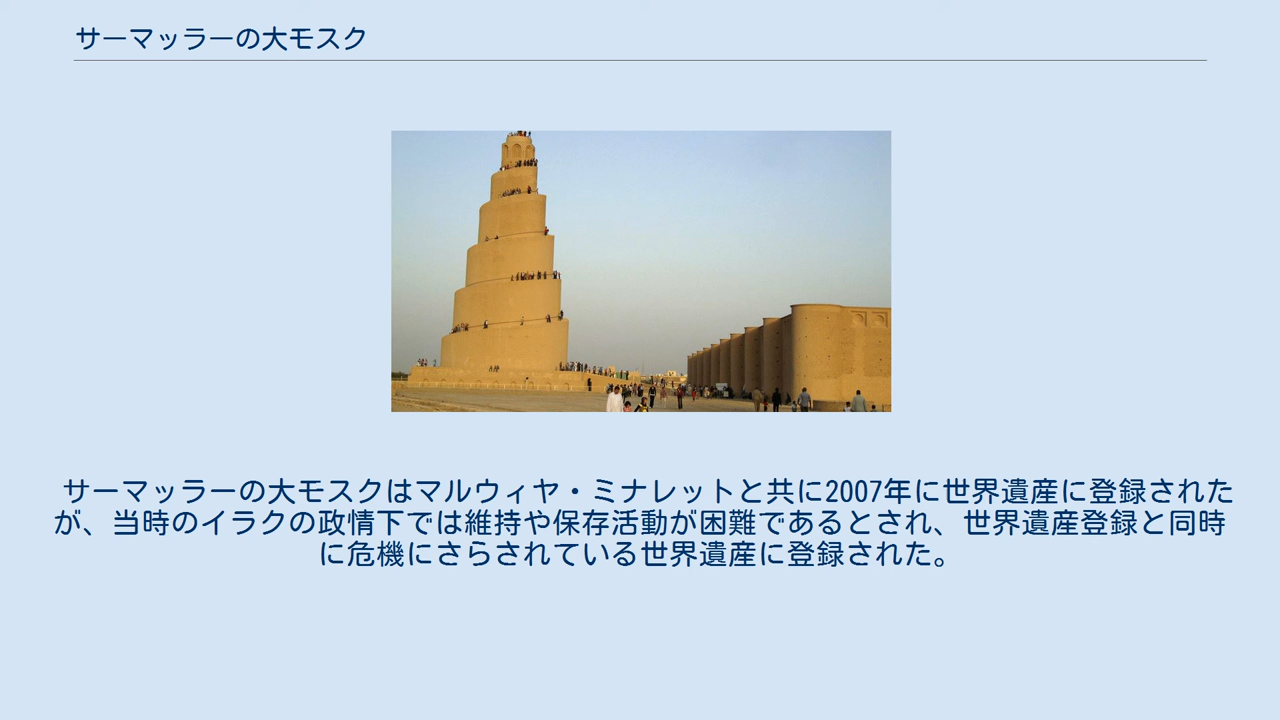 サーマッラーの大モスク
サーマッラーの大モスクはマルウィヤ・ミナレットと共に2007年に世界遺産に登録された
が、当時のイラクの政情下では維持や保存活動が困難であるとされ、世界遺産登録と同時
に危機にさらされている世界遺産に登録された。